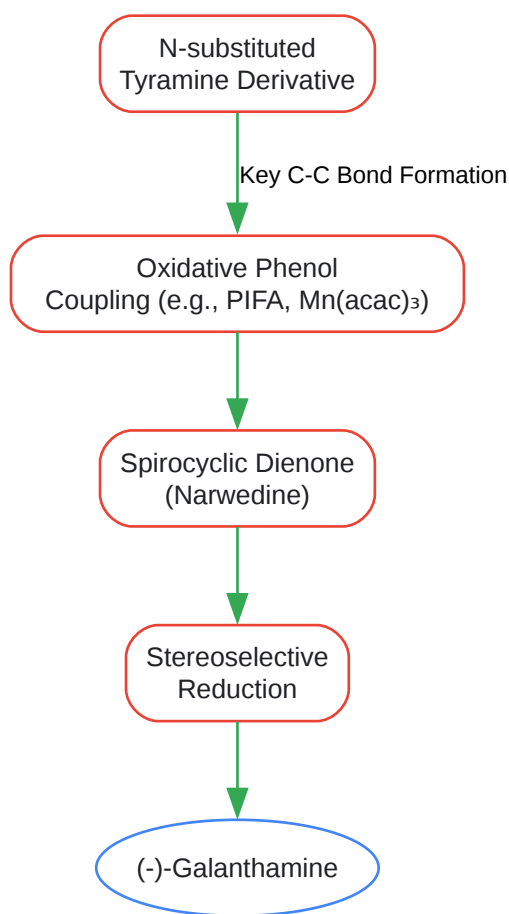 N-substituted
Tyramine Derivative
Key C-C Bond Formation
Oxidative Phenol
Coupling (e.g., PIFA, Mn(acac)₃)
Spirocyclic Dienone
(Narwedine)
Stereoselective
Reduction
(-)-Galanthamine